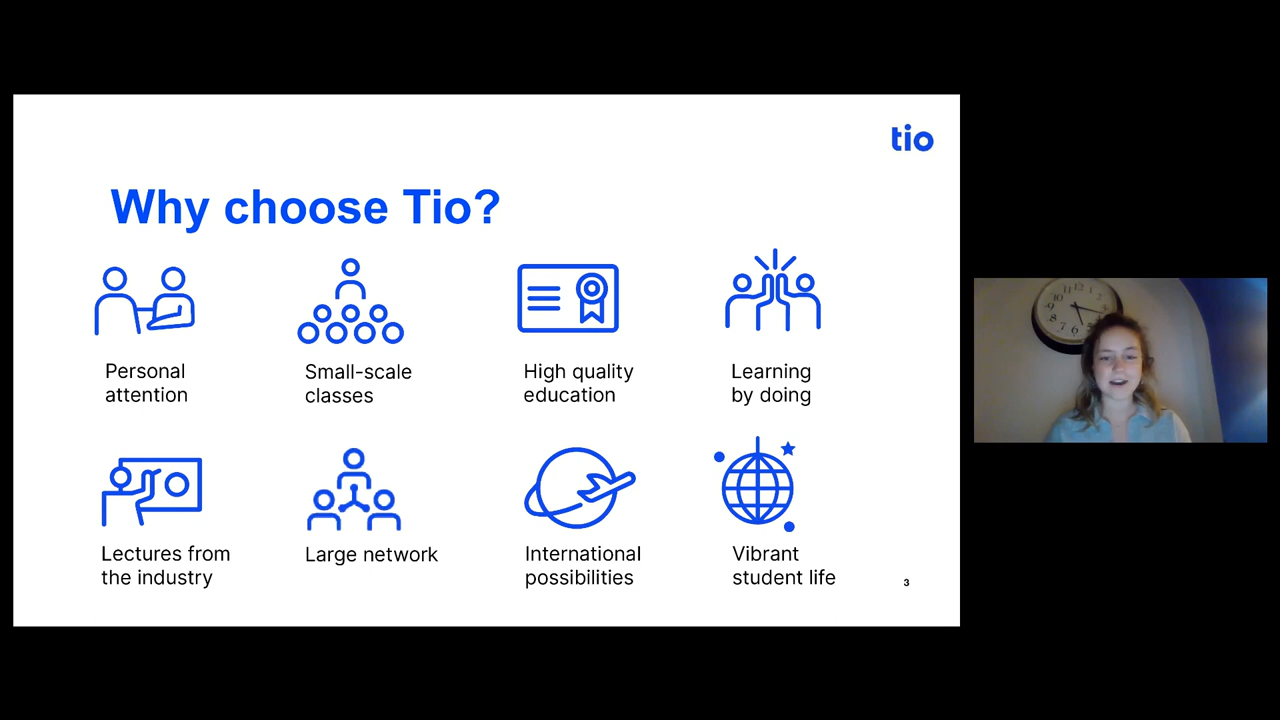 tio
Why choose Tio?
Personal
attention
Small-scale
classes
High quality
education
Learning
by doing
Lectures from
the industry
Large network
International
possibilities
Vibrant
student life
3